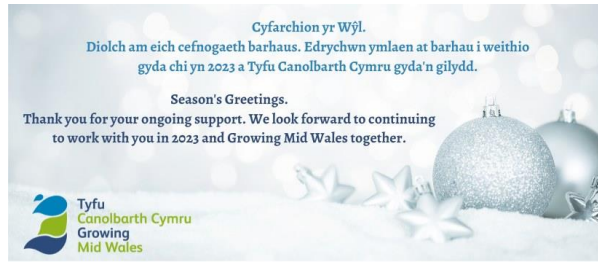 Cyfarchion yr Wŷl.
Diolch am eich cefnogaeth barhaus. Edrychwn ymlaen at barhau i weithio
gyda chi yn 2023 a Tyfu Canolbarth Cymru gyda'n gilydd.
Season's Greetings.
Thank you for your ongoing support. We look forward to continuing
to work with you in 2023 and Growing Mid Wales together.
Tyfu
Canolbarth Cymru
Growing
Mid Wales